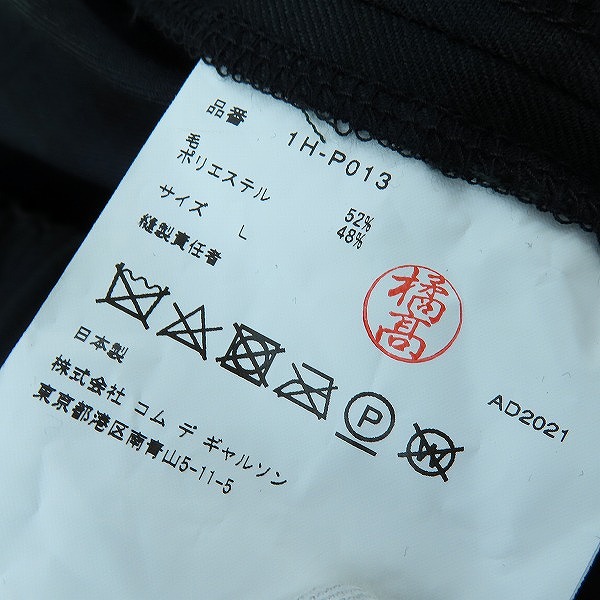 品番 1H-P013
毛 52%
ポリエステル 48%
サイズ L
縫製責任者
橘高
P
W
日本製
株式会社 コム デ ギャルソン
東京都港区南青山5-11-5
AD2021